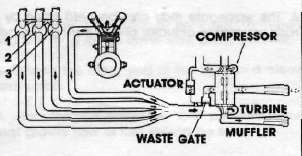 1
2
3
COMPRESSOR
ACTUATOR
TURBINE
WASTE GATE
MUFFLER